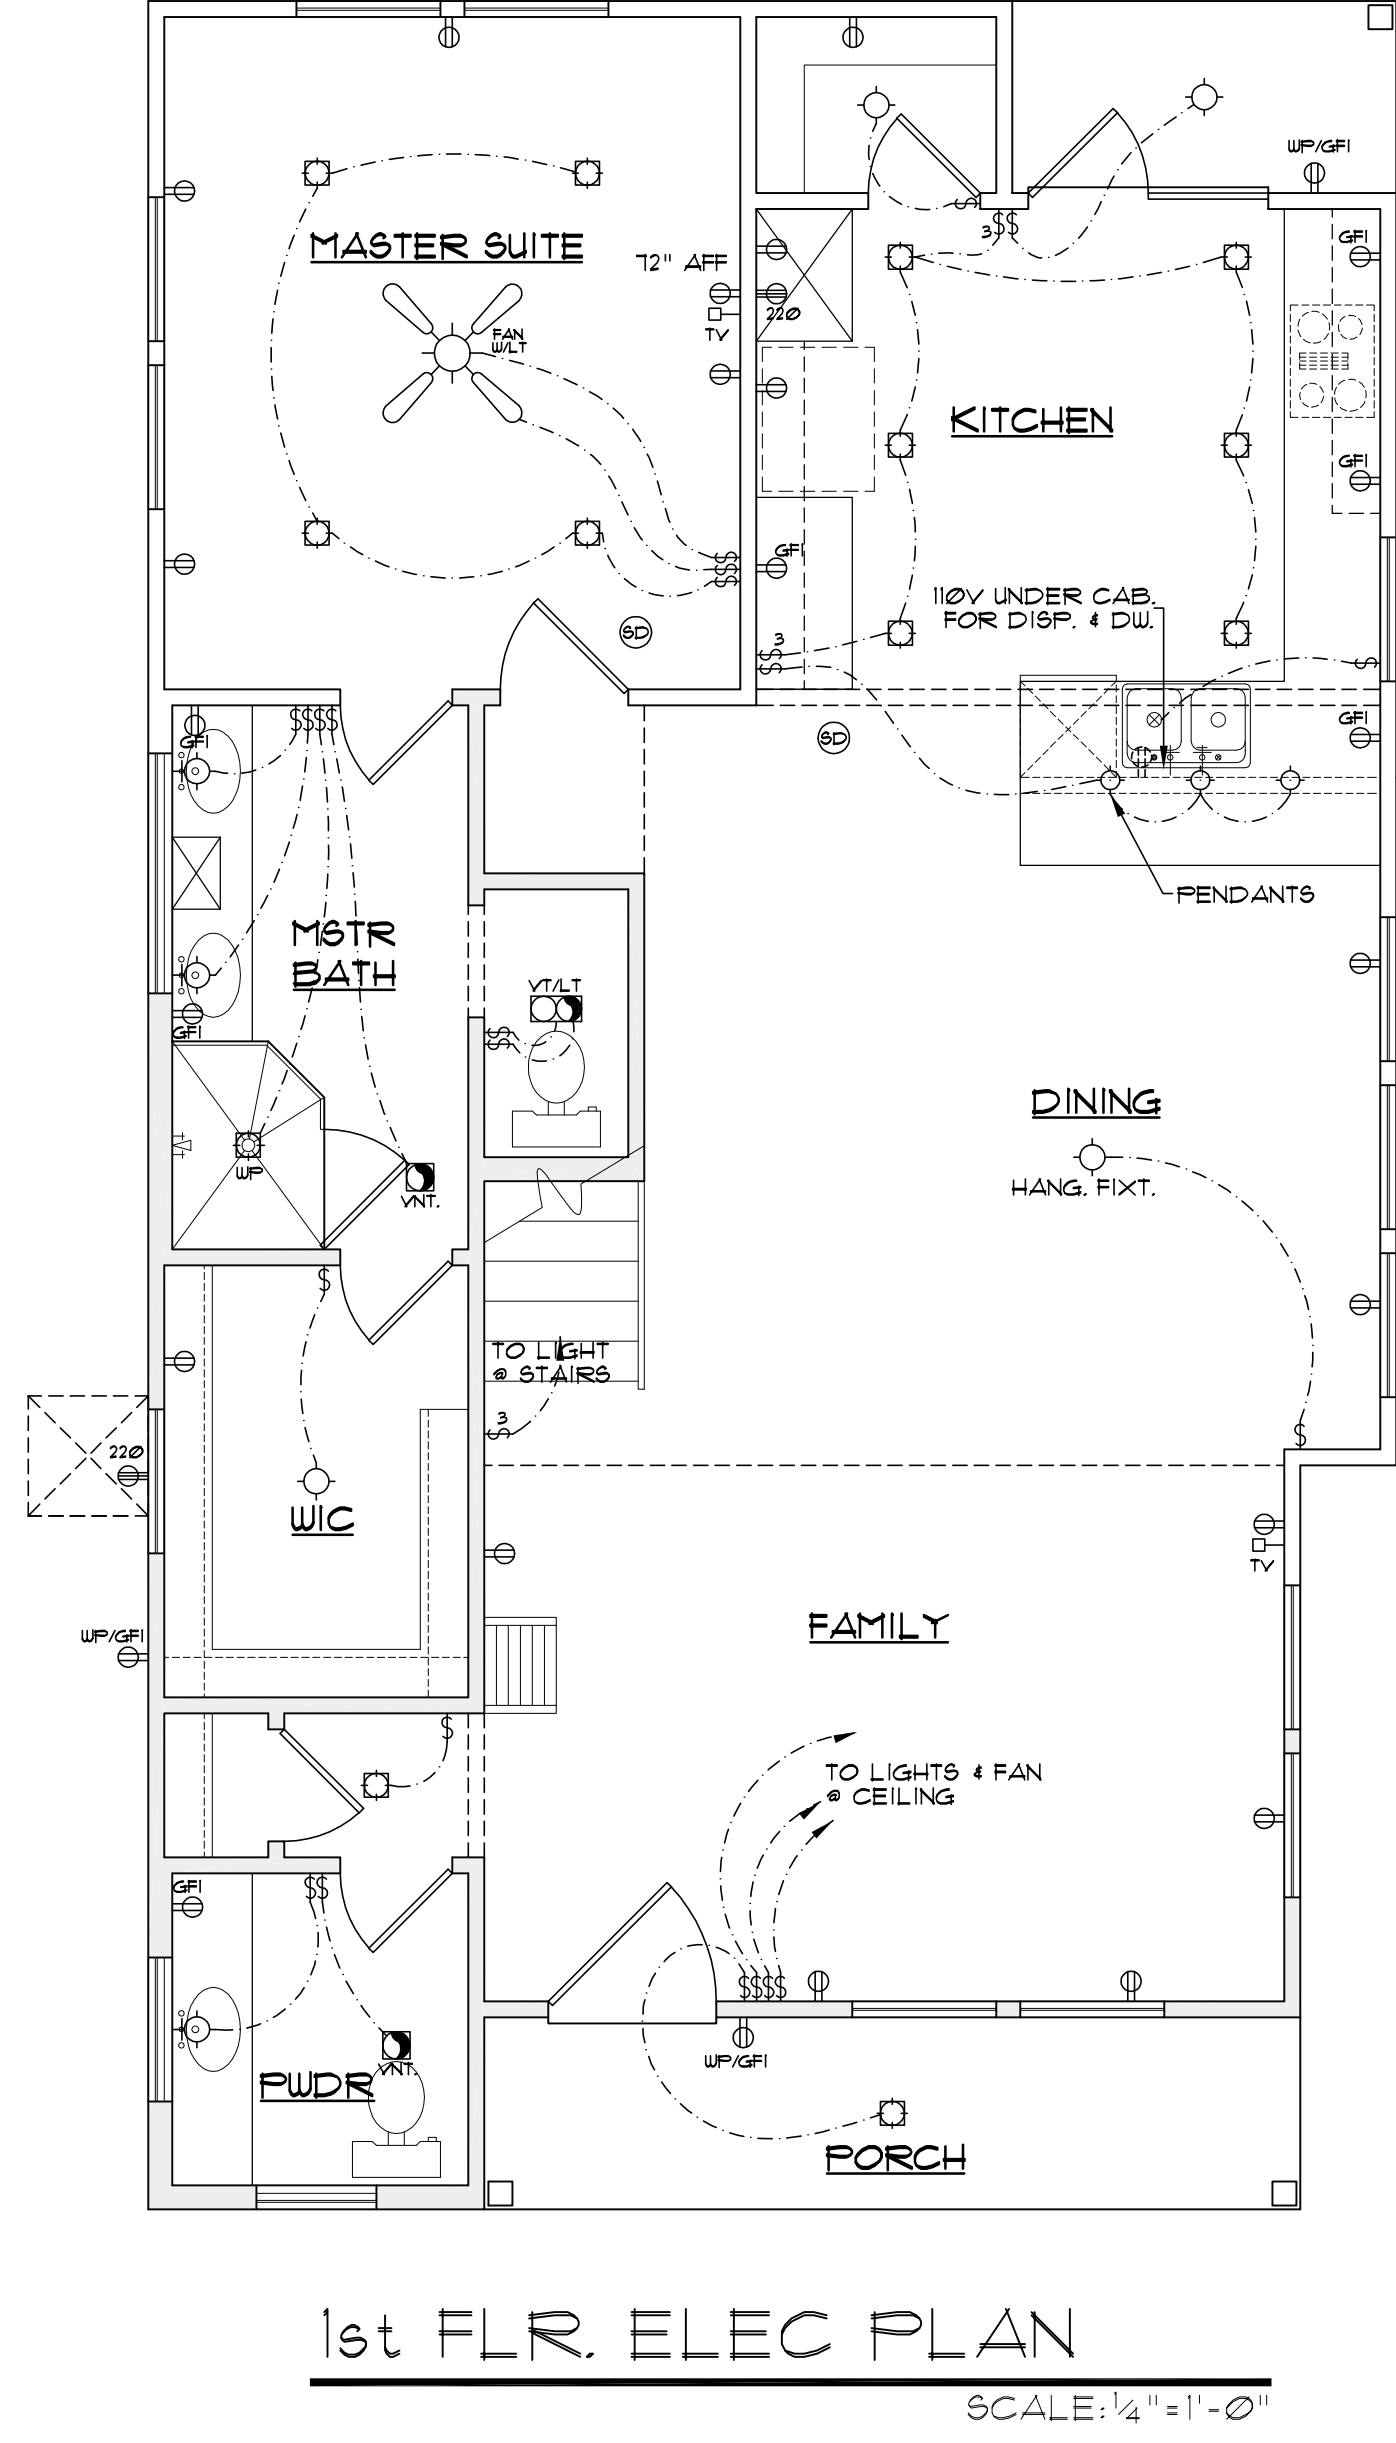 WP/GFI
MASTER SUITE
72" AFF
GFI
3
$
$$
TV
220
FAN
W/LT
KITCHEN
GFI
GFI
$
$
$
110V UNDER CAB.
FOR DISP. & DW.
SD
3
$
$
$
$$$$
GFI
SD
GFI
PENDANTS
MSTR
BATH
VT/LT
GFI
$
$
DINING
WP
VNT.
HANG. FIXT.
$
TO LIGHT
@ STAIRS
3
$
$
220
WIC
TV
FAMILY
WP/GFI
$
TO LIGHTS & FAN
@ CEILING
GFI
$$
$$$$
WP/GFI
VNT.
PWDR
PORCH
1st FLR. ELEC PLAN
SCALE:1/4"=1'-0"